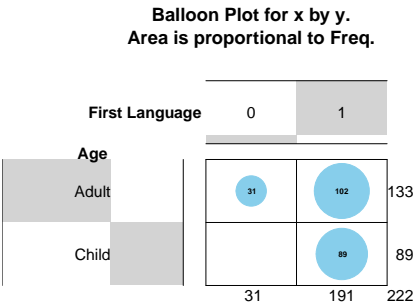 Balloon Plot for x by y.
Area is proportional to Freq.
First Language 0 1
Age
Adult 31 102 133
Child 89 89
31 191 222